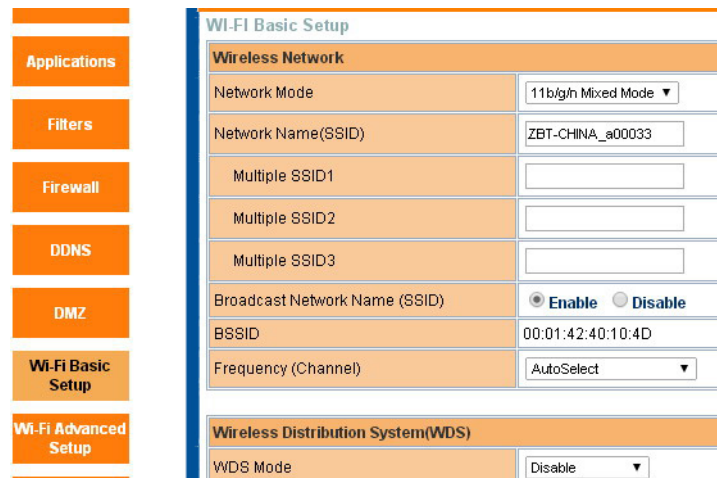 Applications
Filters
Firewall
DDNS
DMZ
Wi-Fi Basic
Setup
Wi-Fi Advanced
Setup
WI-FI Basic Setup
Wireless Network
Network Mode 11b/g/n Mixed Mode
Network Name(SSID) ZBT-CHINA_a00033
Multiple SSID1
Multiple SSID2
Multiple SSID3
Broadcast Network Name (SSID) Enable Disable
BSSID 00:01:42:40:10:4D
Frequency (Channel) AutoSelect
Wireless Distribution System(WDS)
WDS Mode Disable